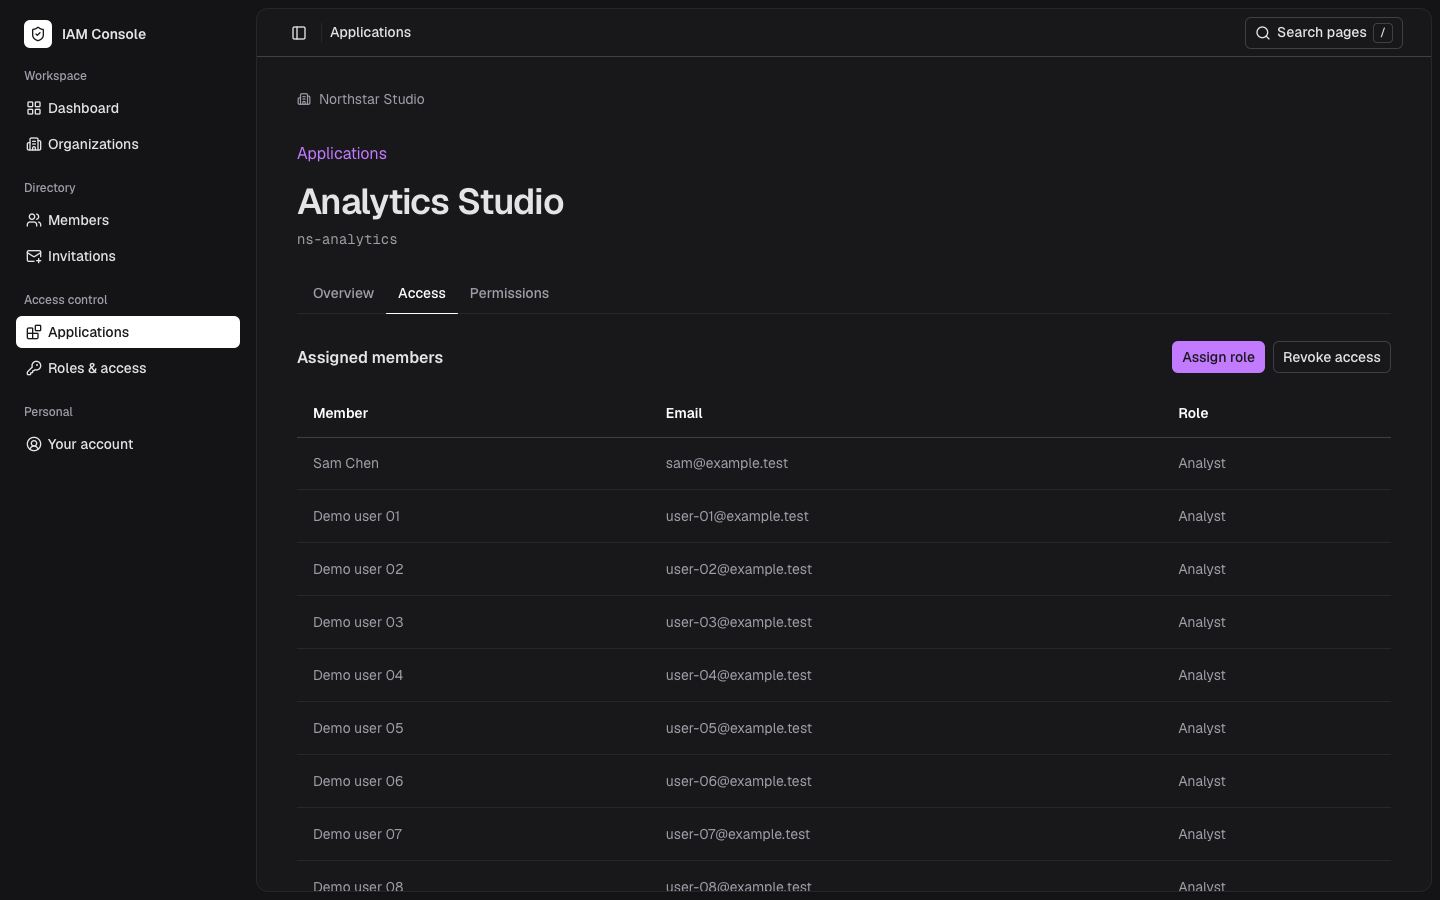 IAM Console
Workspace
Dashboard
Organizations
Directory
Members
Invitations
Access control
Applications
Roles & access
Personal
Your account
Applications
Search pages /
Northstar Studio
Applications
Analytics Studio
ns-analytics
Overview Access Permissions
Assigned members
Assign role Revoke access
Member Email Role
Sam Chen sam@example.test Analyst
Demo user 01 user-01@example.test Analyst
Demo user 02 user-02@example.test Analyst
Demo user 03 user-03@example.test Analyst
Demo user 04 user-04@example.test Analyst
Demo user 05 user-05@example.test Analyst
Demo user 06 user-06@example.test Analyst
Demo user 07 user-07@example.test Analyst
Demo user 08 user-08@example.test Analyst